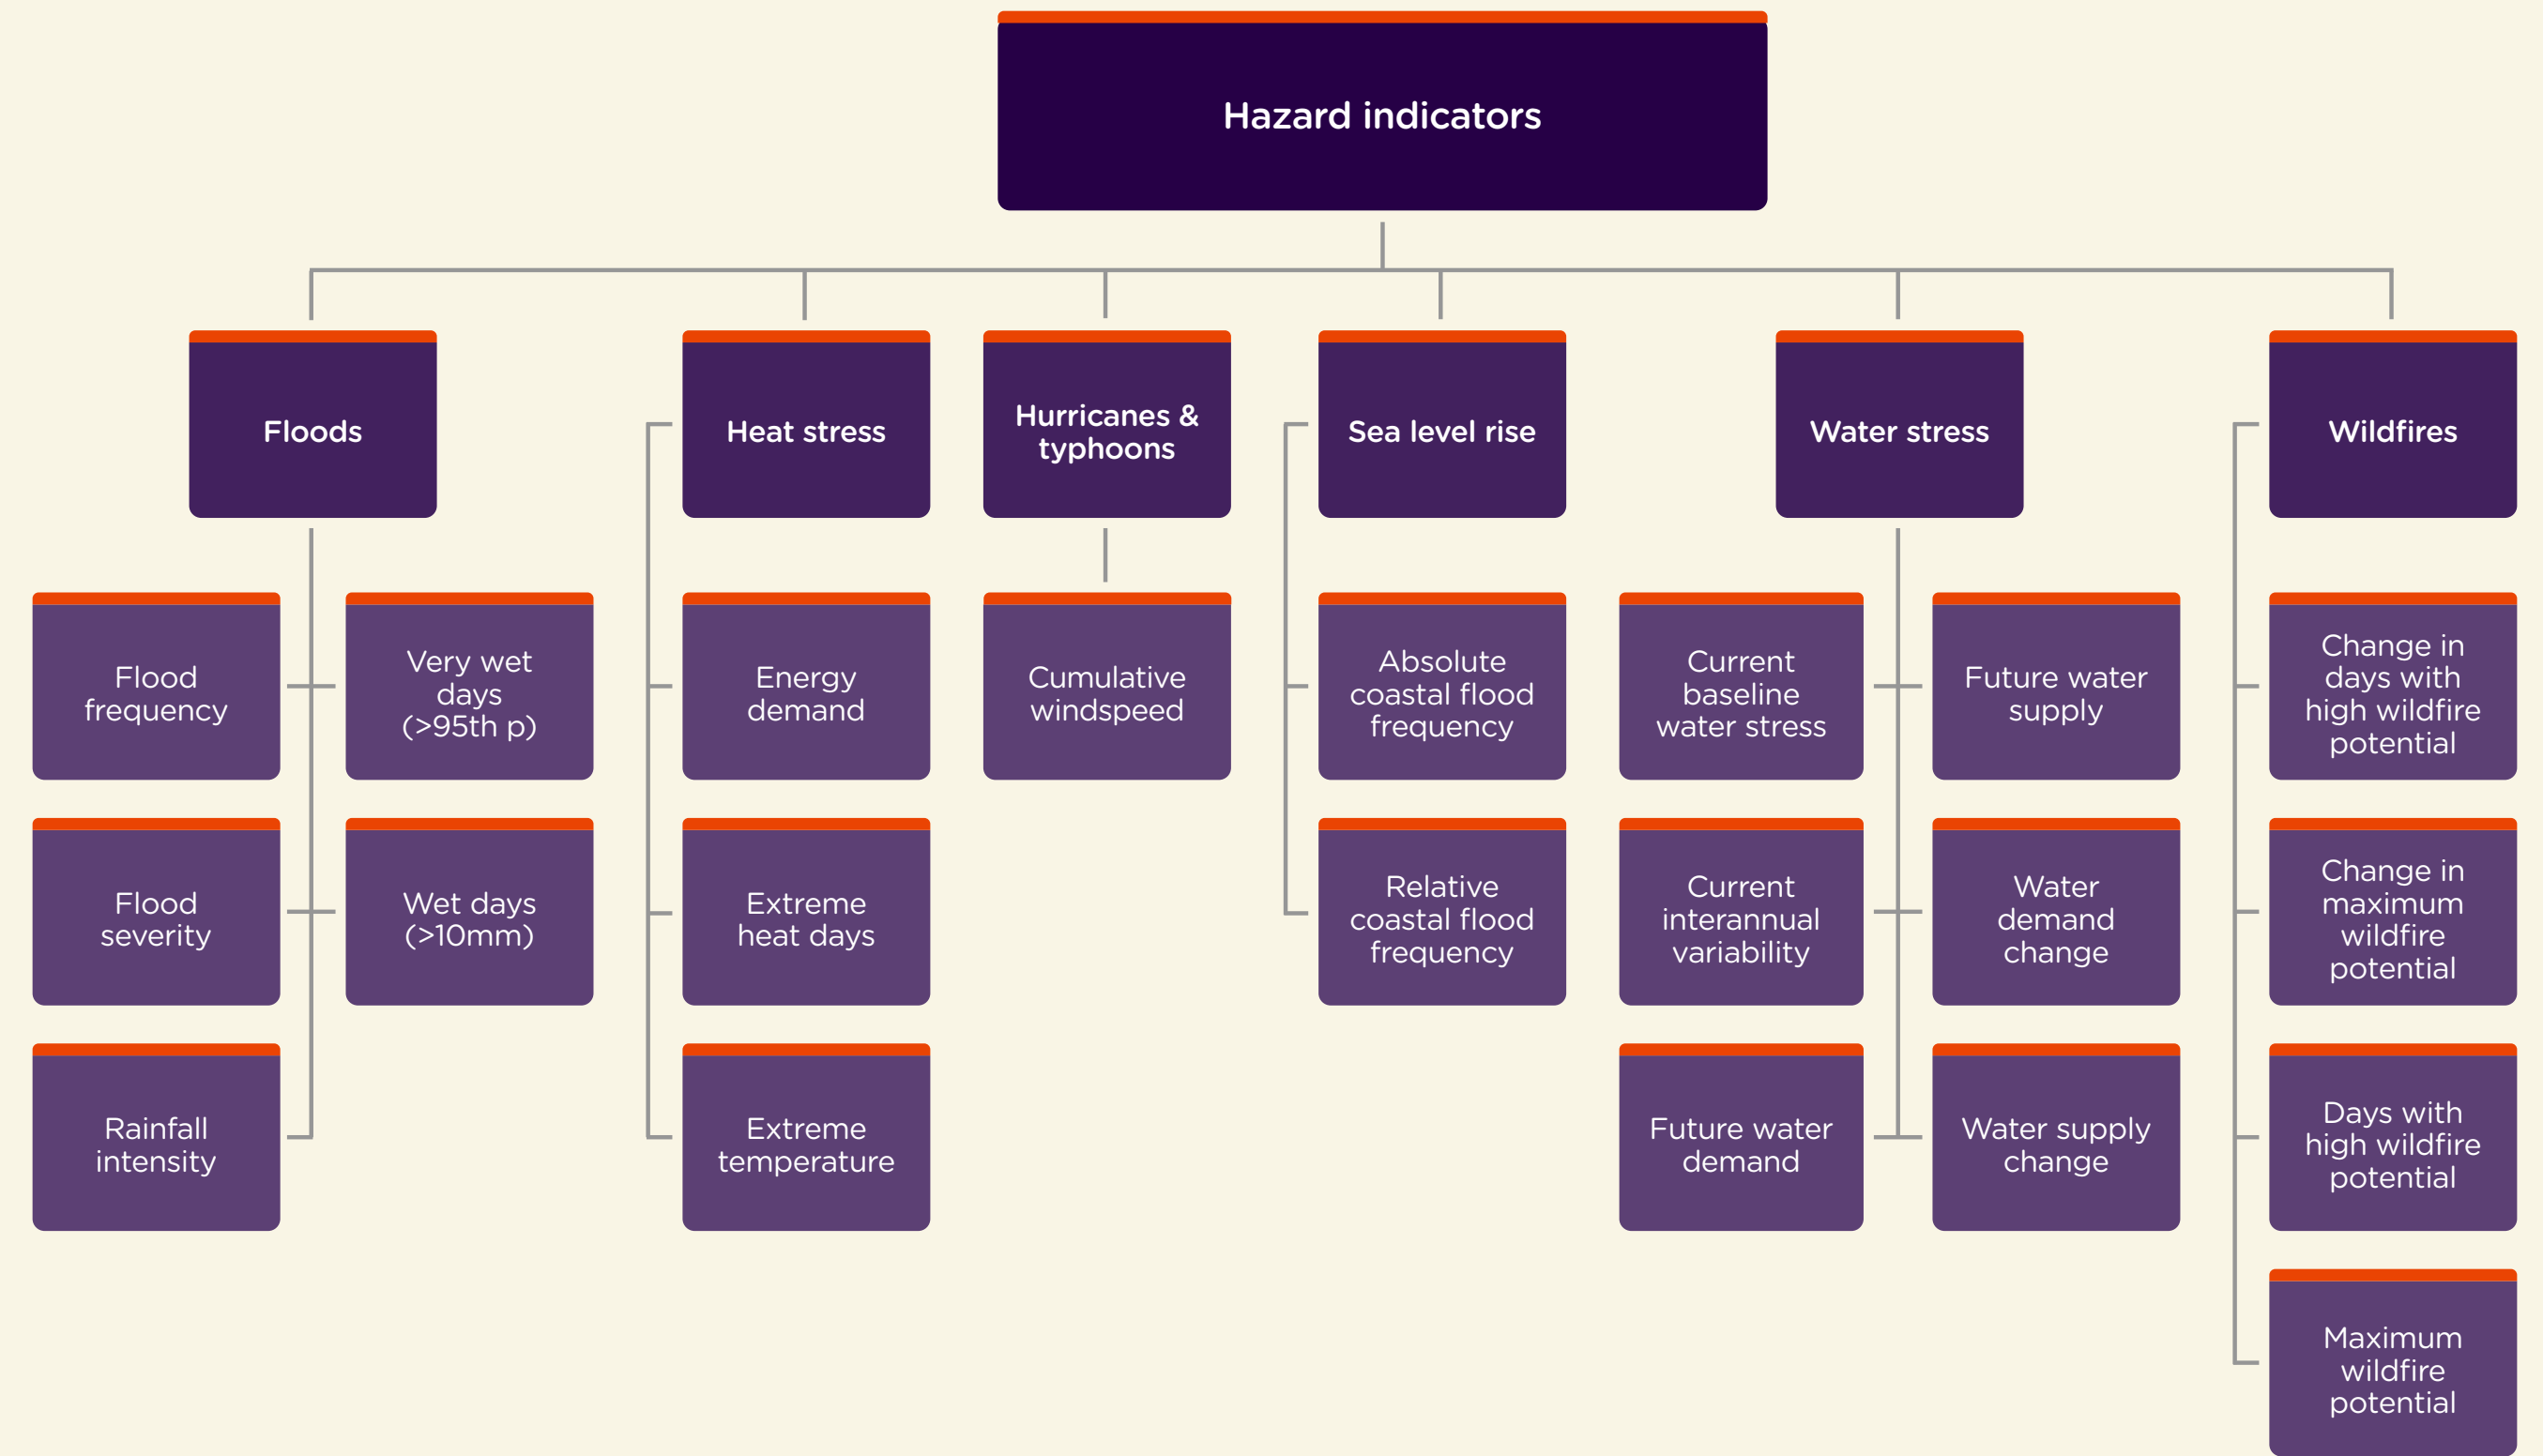 Hazard indicators
Floods
Heat stress
Hurricanes &
typhoons
Sea level rise
Water stress
Wildfires
Flood
frequency
Very wet
days
(>95th p)
Energy
demand
Cumulative
windspeed
Absolute
coastal flood
frequency
Current
baseline
water stress
Future water
supply
Change in
days with
high wildfire
potential
Flood
severity
Wet days
(>10mm)
Extreme
heat days
Relative
coastal flood
frequency
Current
interannual
variability
Water
demand
change
Change in
maximum
wildfire
potential
Rainfall
intensity
Extreme
temperature
Future water
demand
Water supply
change
Days with
high wildfire
potential
Maximum
wildfire
potential